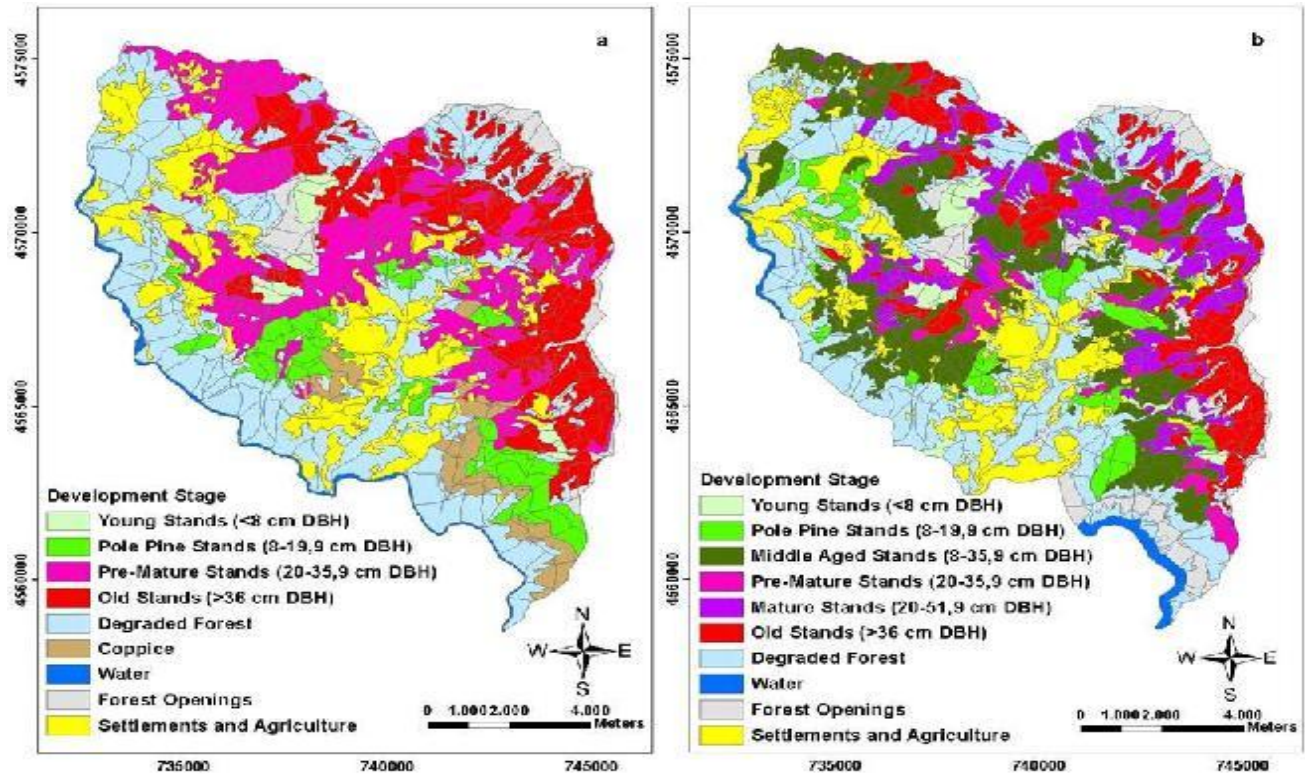 a
4575000
4570000
4565000
4560000
Development Stage
Young Stands (<8 cm DBH)
Pole Pine Stands (8-19,9 cm DBH)
Pre-Mature Stands (20-35,9 cm DBH)
Old Stands (>36 cm DBH)
Degraded Forest
Coppice
Water
Forest Openings
Settlements and Agriculture
N
W E
S
0 1.000 2.000 4.000
Meters
735000 740000 745000
b
4575000
4570000
4565000
4560000
Development Stage
Young Stands (<8 cm DBH)
Pole Pine Stands (8-19,9 cm DBH)
Middle Aged Stands (8-35,9 cm DBH)
Pre-Mature Stands (20-35,9 cm DBH)
Mature Stands (20-51,9 cm DBH)
Old Stands (>36 cm DBH)
Degraded Forest
Water
Forest Openings
Settlements and Agriculture
N
W E
S
0 1.000 2.000 4.000
Meters
735000 740000 745000